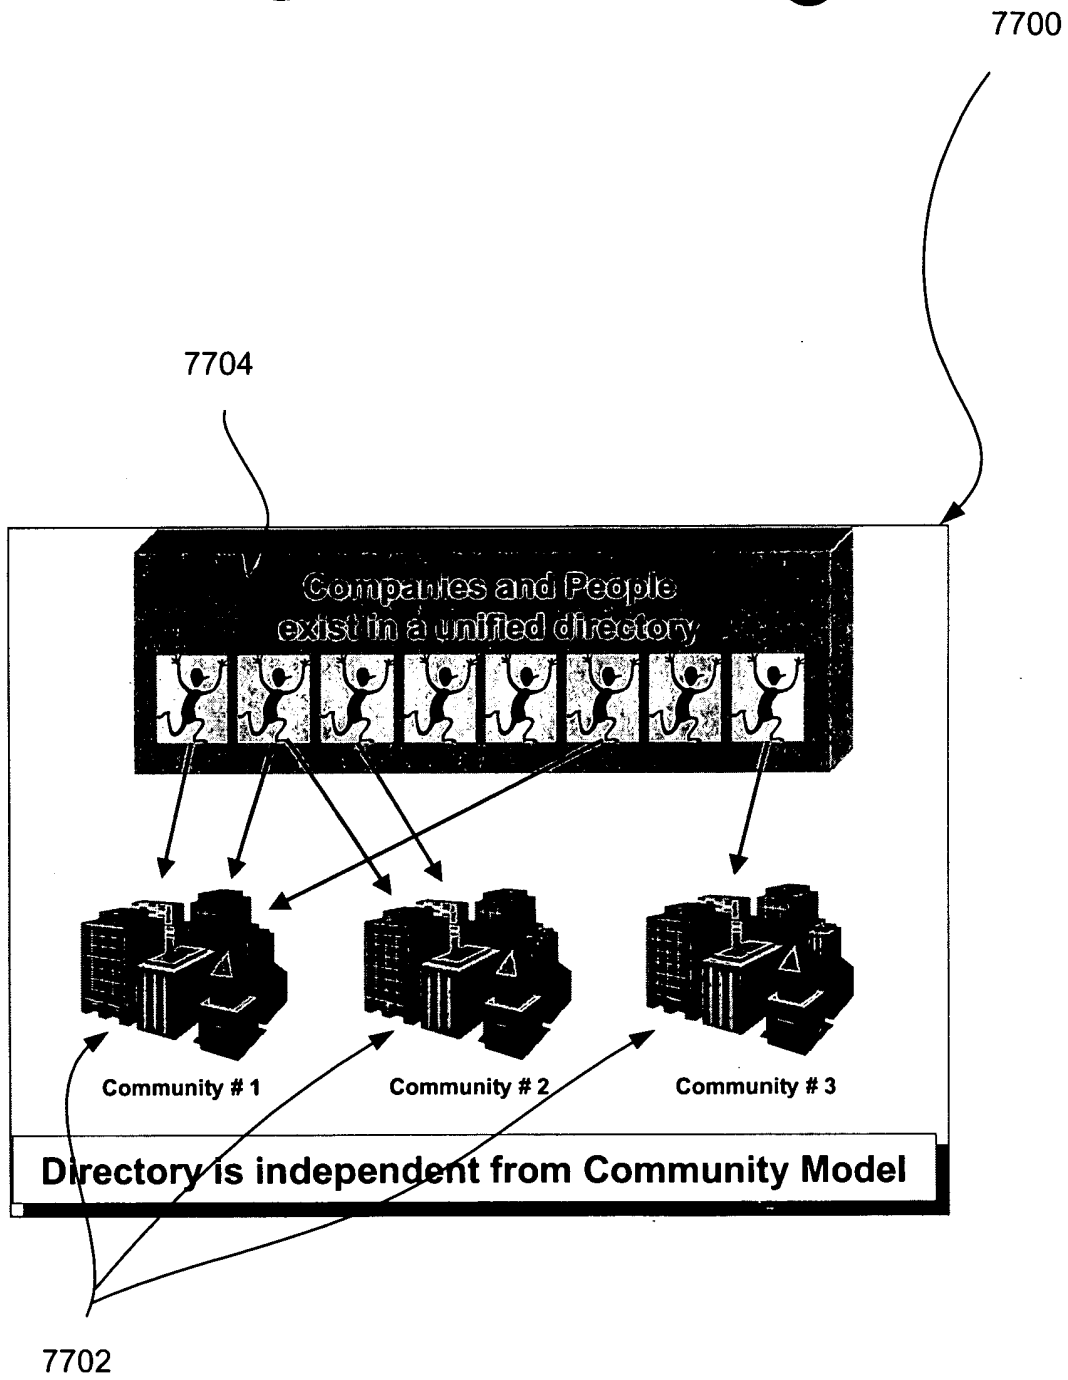 7700
7704
Companies and People
exist in a unified directory
Community # 1
Community # 2
Community # 3
Directory is independent from Community Model
7702